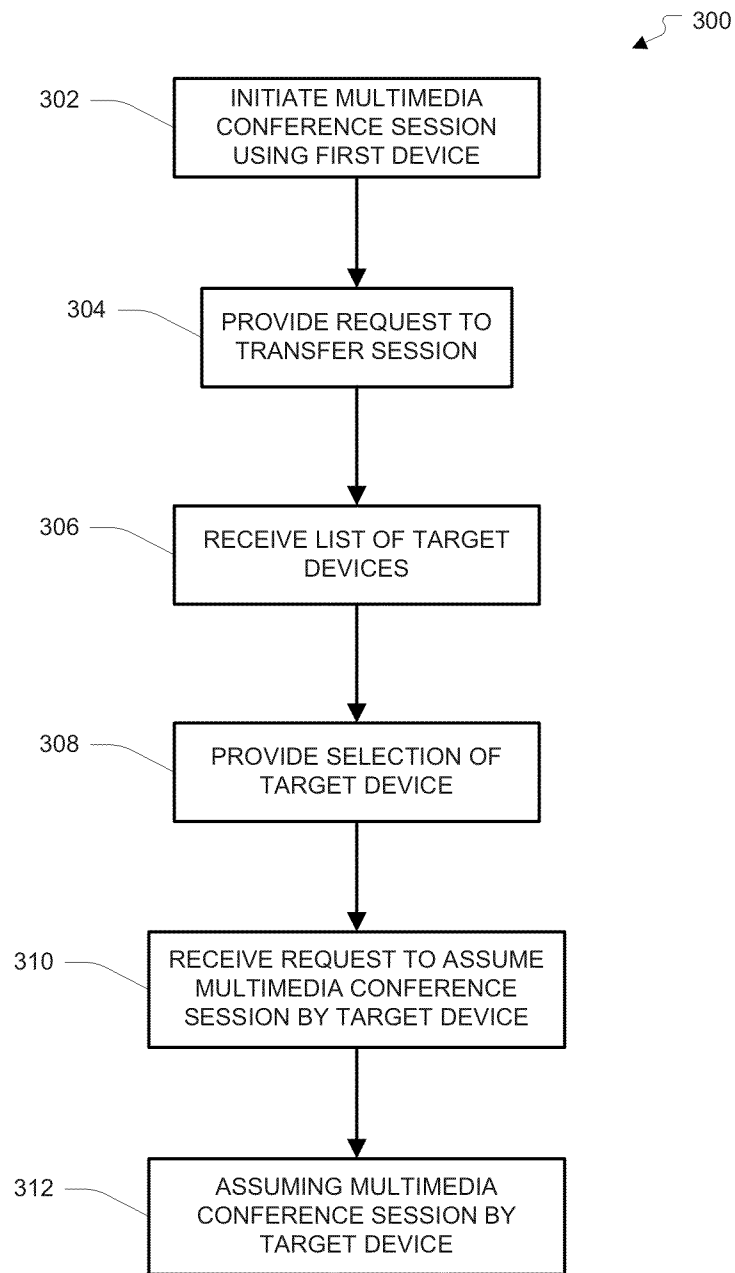 300
302
INITIATE MULTIMEDIA
CONFERENCE SESSION
USING FIRST DEVICE
304
PROVIDE REQUEST TO
TRANSFER SESSION
306
RECEIVE LIST OF TARGET
DEVICES
308
PROVIDE SELECTION OF
TARGET DEVICE
310
RECEIVE REQUEST TO ASSUME
MULTIMEDIA CONFERENCE
SESSION BY TARGET DEVICE
312
ASSUMING MULTIMEDIA
CONFERENCE SESSION BY
TARGET DEVICE